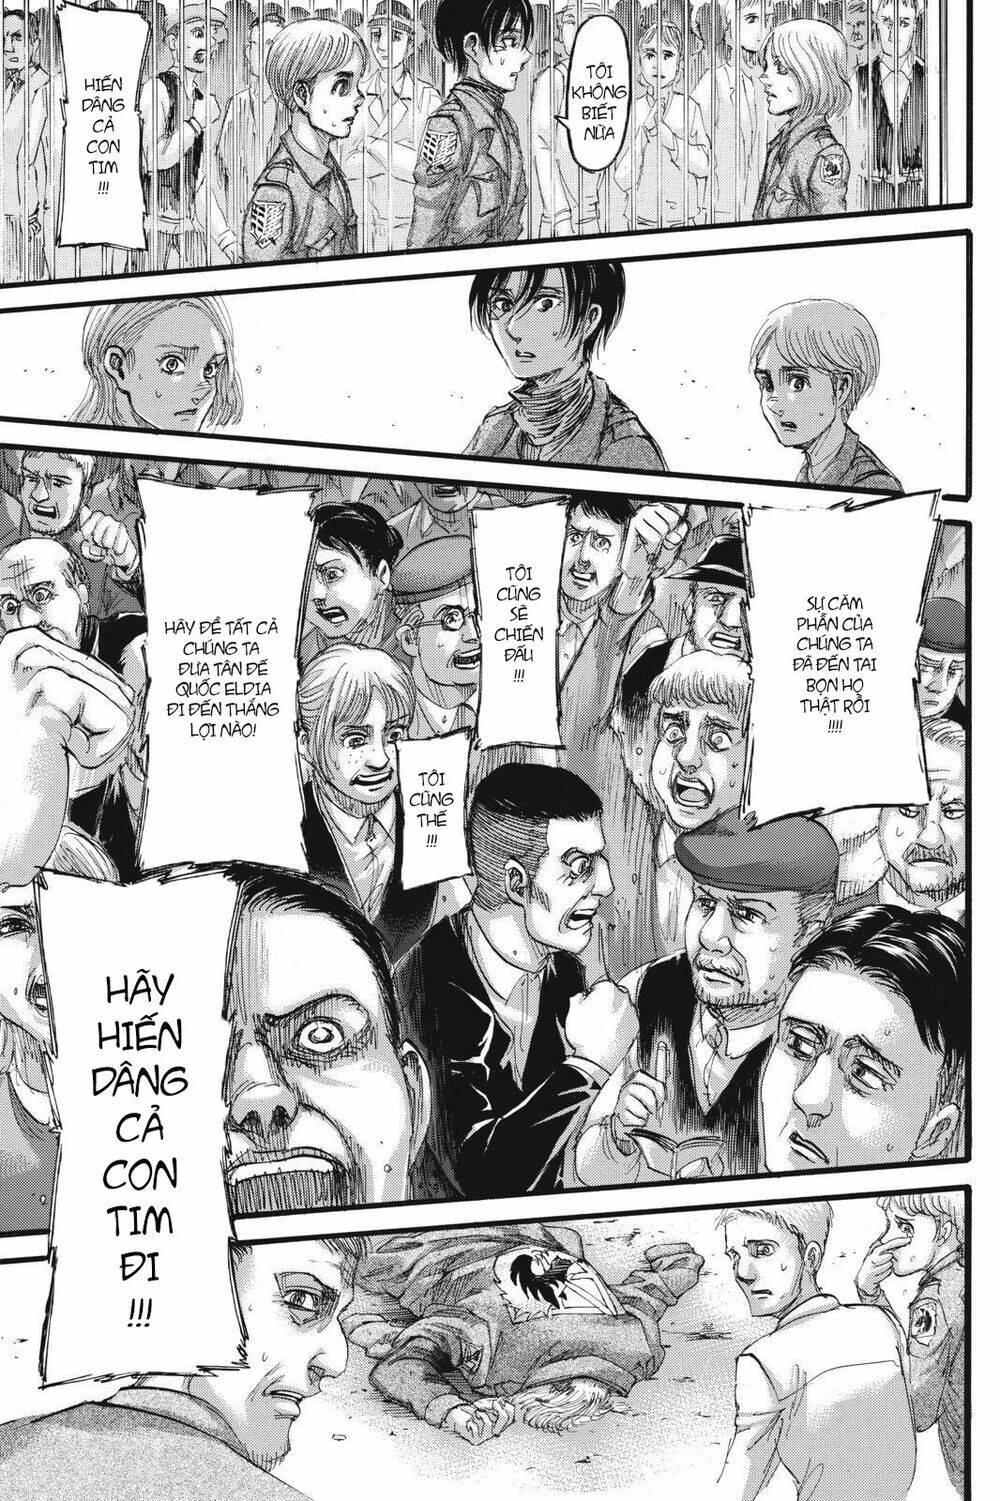 TÔI
KHÔNG
BIẾT
NỮA
HIẾN
DÂNG
CẢ
CON
TIM
!!!
SỰ CĂM
PHẪN CỦA
CHÚNG TA
ĐÃ ĐẾN TAI
BỌN HỌ
THẬT RỒI
!!!!
TÔI
CŨNG
SẼ
CHIẾN
ĐẤU
!!!
TÔI
CŨNG
THẾ
!!!
HÃY ĐỂ TẤT CẢ
CHÚNG TA
ĐƯA TÂN ĐẾ
QUỐC ELDIA
ĐI ĐẾN THẮNG
LỢI NÀO!
HÃY
HIẾN
DÂNG
CẢ
CON
TIM
ĐI
!!!